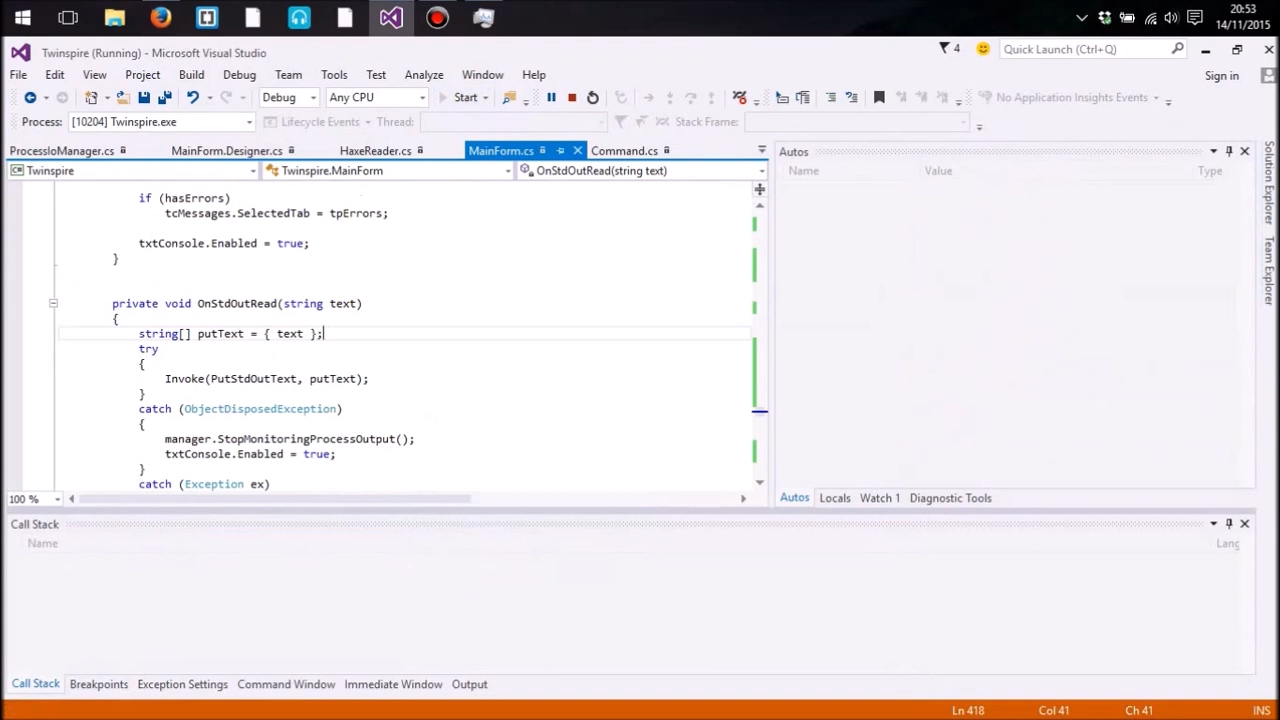 20:53
14/11/2015
Twinspire (Running) - Microsoft Visual Studio
4
Quick Launch (Ctrl+Q)
File Edit View Project Build Debug Team Tools Test Analyze Window Help
Sign in
Debug Any CPU Start No Application Insights Events
Process: [10204] Twinspire.exe Lifecycle Events Thread: Stack Frame:
ProcessIoManager.cs MainForm.Designer.cs HaxeReader.cs MainForm.cs Command.cs
Twinspire Twinspire.MainForm OnStdOutRead(string text)
if (hasErrors)
tcMessages.SelectedTab = tpErrors;
txtConsole.Enabled = true;
}
private void OnStdOutRead(string text)
{
string[] putText = { text };
try
{
Invoke(PutStdOutText, putText);
}
catch (ObjectDisposedException)
{
manager.StopMonitoringProcessOutput();
txtConsole.Enabled = true;
}
catch (Exception ex)
100 %
Autos
Name Value Type
Autos Locals Watch 1 Diagnostic Tools
Solution Explorer
Team Explorer
Call Stack
Name Lang
Call Stack Breakpoints Exception Settings Command Window Immediate Window Output
Ln 418 Col 41 Ch 41 INS